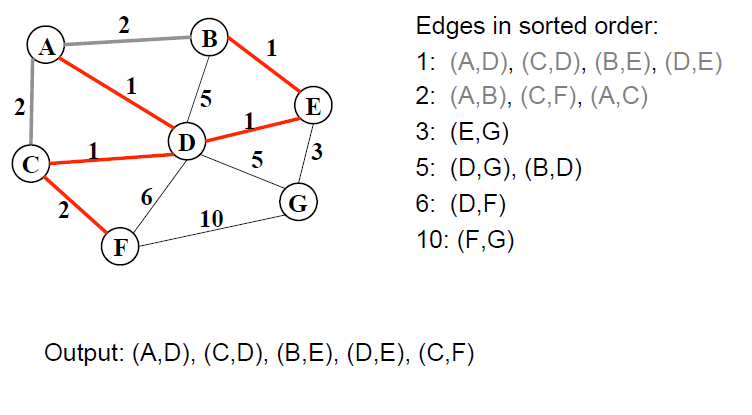 2
A
B
1
1
2
5
E
1
D
1
3
C
5
2
6
G
10
F
Edges in sorted order:
1: (A,D), (C,D), (B,E), (D,E)
2: (A,B), (C,F), (A,C)
3: (E,G)
5: (D,G), (B,D)
6: (D,F)
10: (F,G)
Output: (A,D), (C,D), (B,E), (D,E), (C,F)